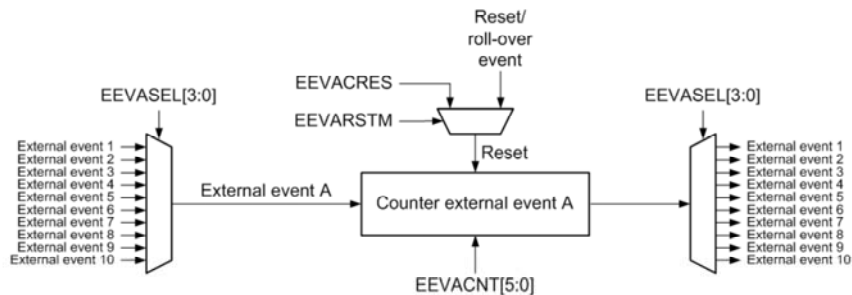 Reset/
roll-over
event
EEVACRES
EEVASEL[3:0]
EEVASEL[3:0]
EEVARSTM
Reset
External event 1
External event 2
External event 3
External event 4
External event 5
External event 6
External event 7
External event 8
External event 9
External event 10
External event A
Counter external event A
External event 1
External event 2
External event 3
External event 4
External event 5
External event 6
External event 7
External event 8
External event 9
External event 10
EEVACNT[5:0]